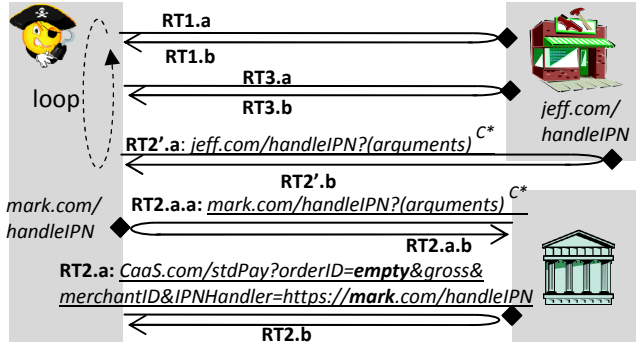 RT1.a
RT1.b
RT3.a
loop
RT3.b
jeff.com/
handleIPN
RT2'.a: jeff.com/handleIPN?(arguments) C*
RT2'.b
mark.com/
handleIPN
RT2.a.a: mark.com/handleIPN?(arguments) C*
RT2.a.b
RT2.a: CaaS.com/stdPay?orderID=empty&gross&
merchantID&IPNHandler=https://mark.com/handleIPN
RT2.b